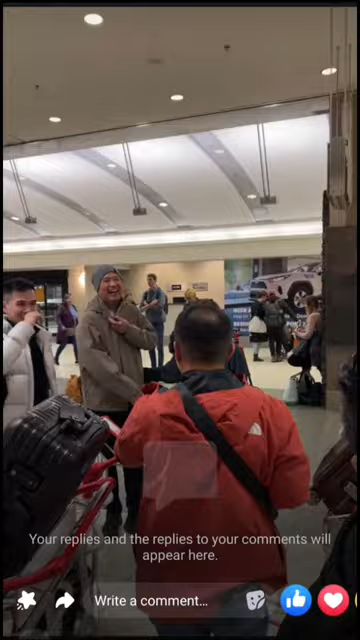 Your replies and the replies to your comments will
appear here.
Write a comment...